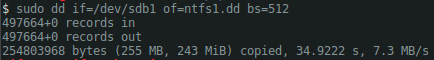 $ sudo dd if=/dev/sdb1 of=ntfs1.dd bs=512
497664+0 records in
497664+0 records out
254803968 bytes (255 MB, 243 MiB) copied, 34.9222 s, 7.3 MB/s